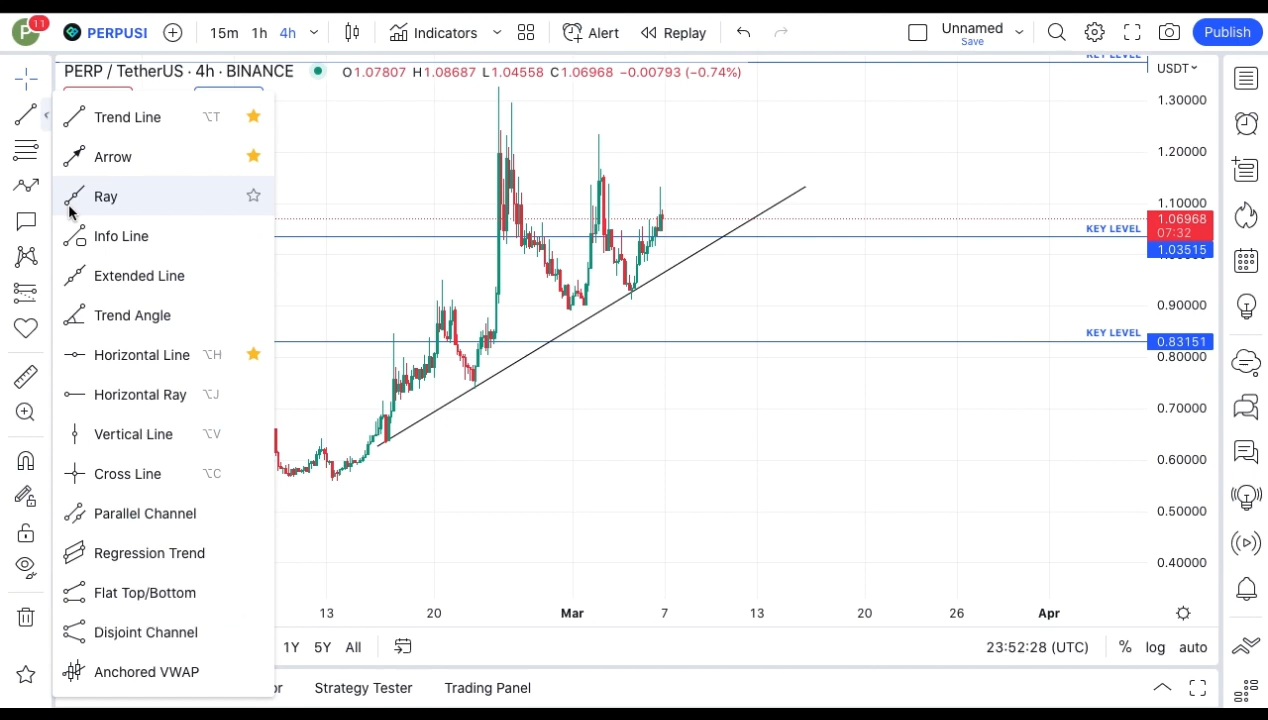 P 11 PERPUSI 15m 1h 4h Indicators Alert Replay Unnamed Save Publish
PERP / TetherUS · 4h · BINANCE O1.07807 H1.08687 L1.04558 C1.06968 −0.00793 (−0.74%) USDT
Trend Line ⌥T
Arrow
Ray
Info Line
Extended Line
Trend Angle
Horizontal Line ⌥H
Horizontal Ray ⌥J
Vertical Line ⌥V
Cross Line ⌥C
Parallel Channel
Regression Trend
Flat Top/Bottom
Disjoint Channel
Anchored VWAP
KEY LEVEL
1.30000
1.20000
1.10000
1.06968
07:32
KEY LEVEL
1.03515
0.90000
KEY LEVEL
0.83151
0.80000
0.70000
0.60000
0.50000
0.40000
13 20 Mar 7 13 20 26 Apr
1Y 5Y All 23:52:28 (UTC) % log auto
Strategy Tester Trading Panel